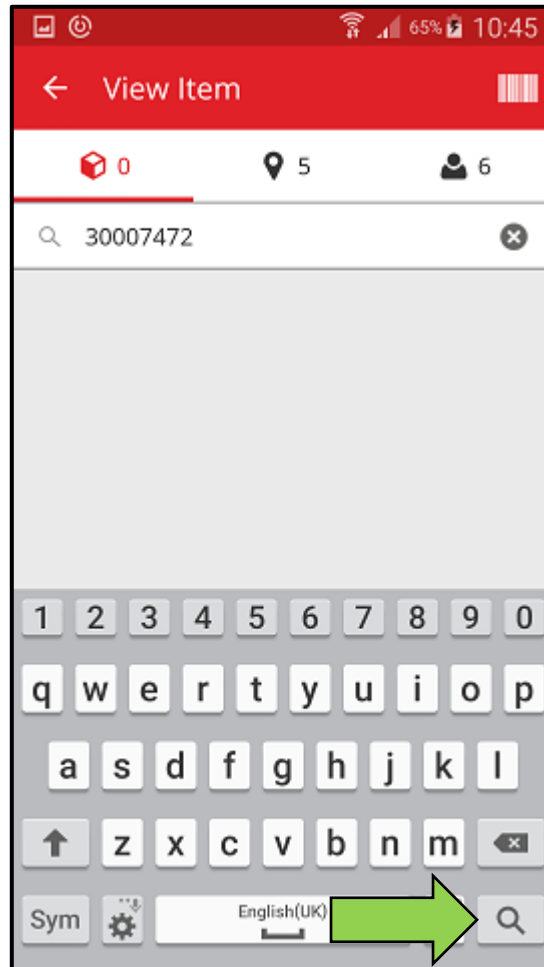 65% 10:45
View Item
0 5 6
30007472
1 2 3 4 5 6 7 8 9 0
q w e r t y u i o p
a s d f g h j k l
z x c v b n m
Sym English(UK)